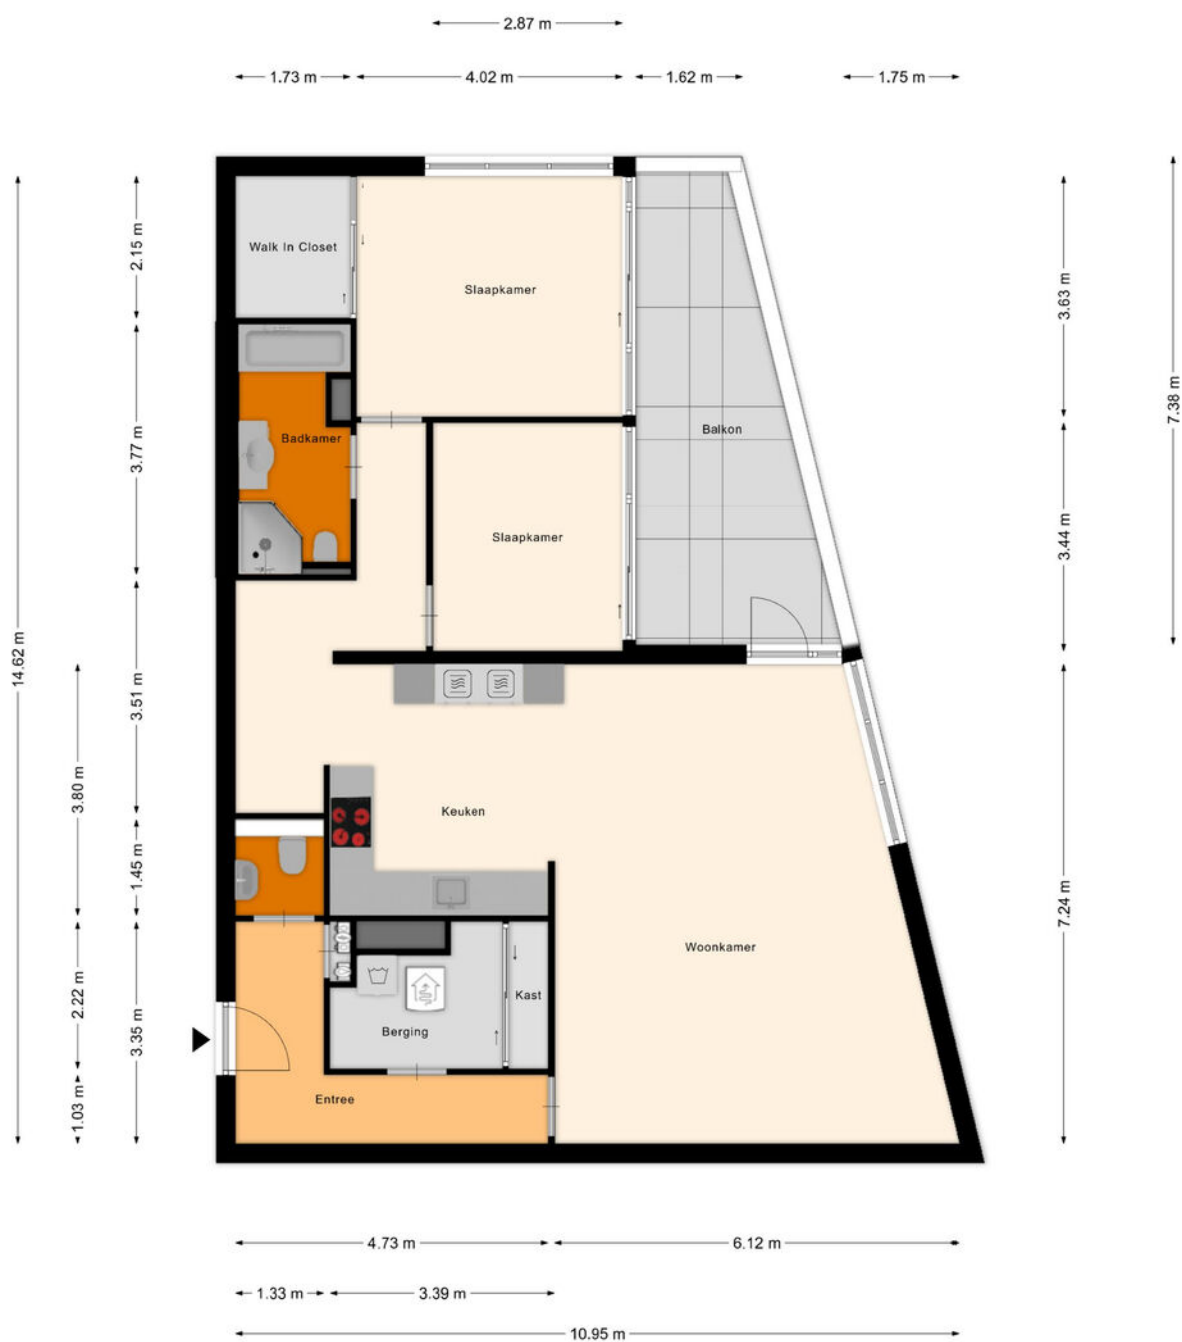 2.87 m
1.73 m
4.02 m
1.62 m
1.75 m
Walk In Closet
Slaapkamer
Badkamer
Balkon
Slaapkamer
Keuken
Woonkamer
Kast
Berging
Entree
14.62 m
3.80 m
2.22 m
1.03 m
2.15 m
3.77 m
3.51 m
1.45 m
3.35 m
3.63 m
3.44 m
7.24 m
7.38 m
4.73 m
6.12 m
1.33 m
3.39 m
10.95 m